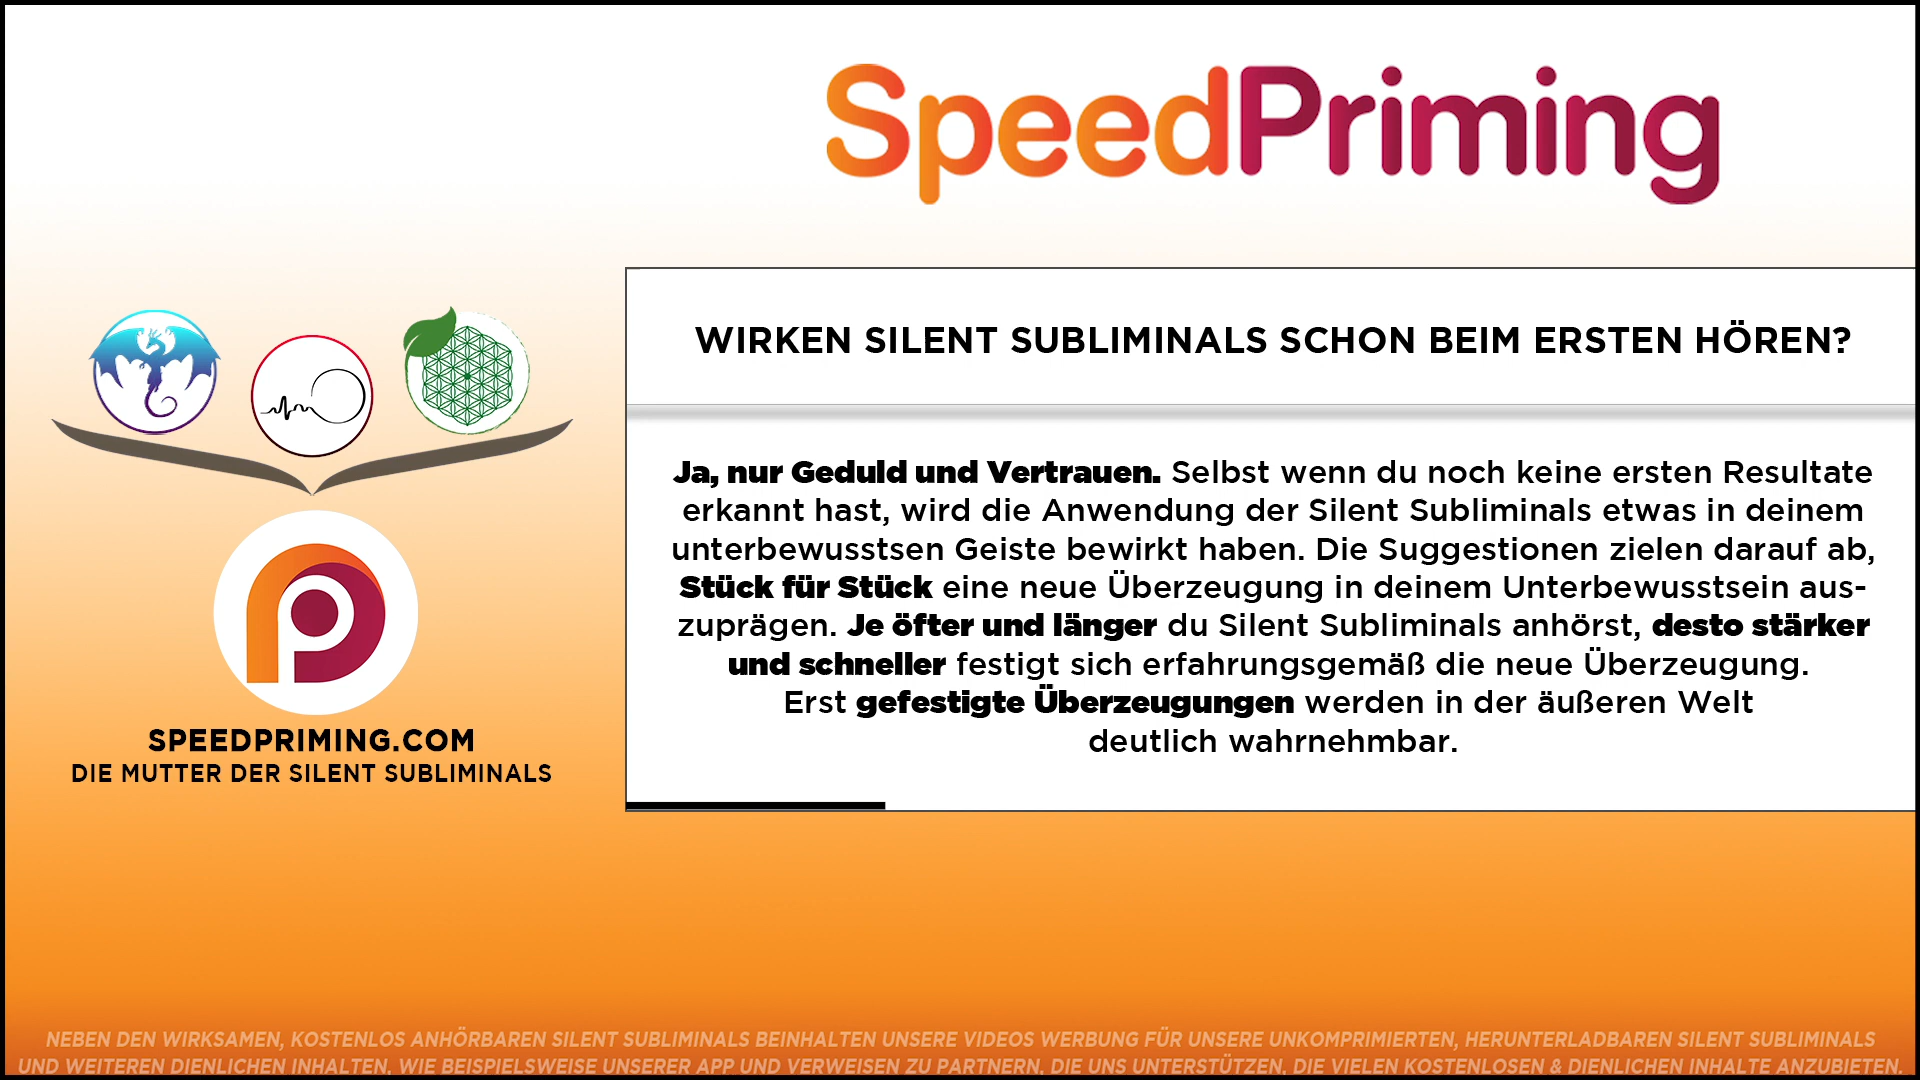 SpeedPriming
WIRKEN SILENT SUBLIMINALS SCHON BEIM ERSTEN HÖREN?
Ja, nur Geduld und Vertrauen. Selbst wenn du noch keine ersten Resultate
erkannt hast, wird die Anwendung der Silent Subliminals etwas in deinem
unterbewusstsen Geiste bewirkt haben. Die Suggestionen zielen darauf ab,
Stück für Stück eine neue Überzeugung in deinem Unterbewusstsein aus-
zuprägen. Je öfter und länger du Silent Subliminals anhörst, desto stärker
und schneller festigt sich erfahrungsgemäß die neue Überzeugung.
Erst gefestigte Überzeugungen werden in der äußeren Welt
deutlich wahrnehmbar.
SPEEDPRIMING.COM
DIE MUTTER DER SILENT SUBLIMINALS
NEBEN DEN WIRKSAMEN, KOSTENLOS ANHÖRBAREN SILENT SUBLIMINALS BEINHALTEN UNSERE VIDEOS WERBUNG FÜR UNSERE UNKOMPRIMIERTEN, HERUNTERLADBAREN SILENT SUBLIMINALS
UND WEITEREN DIENLICHEN INHALTEN, WIE BEISPIELSWEISE UNSERER APP UND VERWEISEN ZU PARTNERN, DIE UNS UNTERSTÜTZEN, DIE VIELEN KOSTENLOSEN & DIENLICHEN INHALTE ANZUBIETEN.